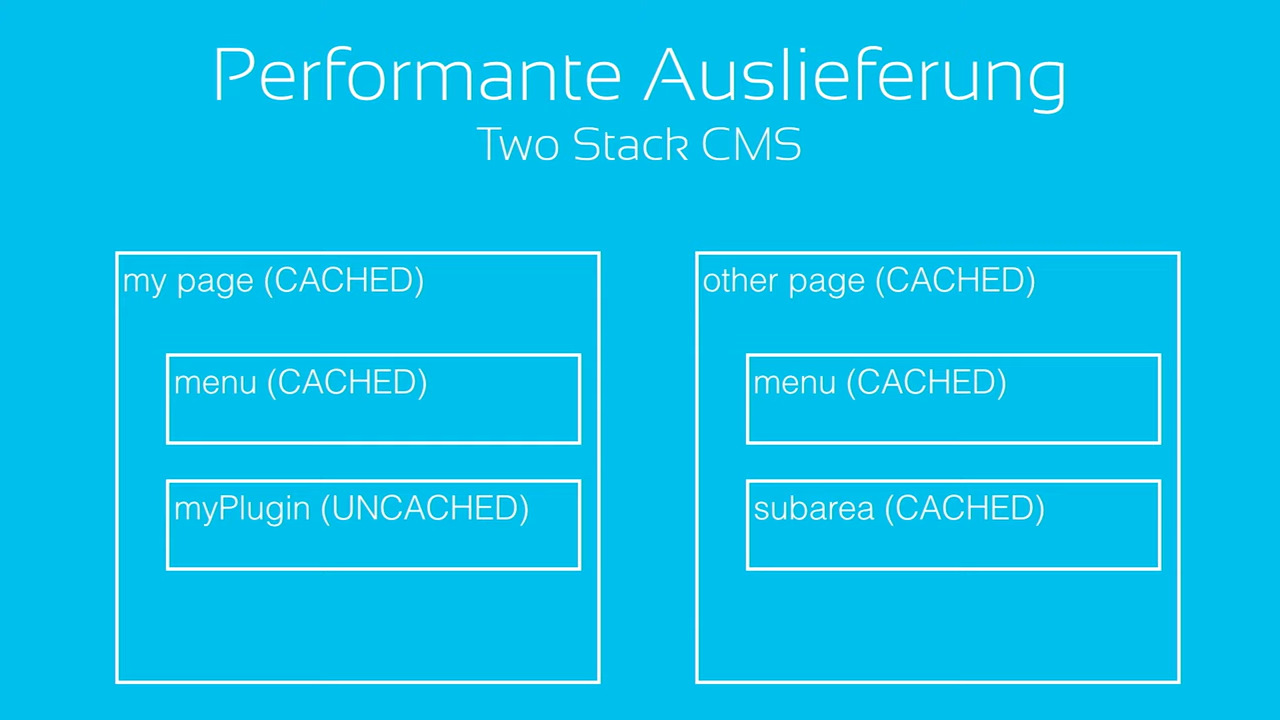 Performante Auslieferung
Two Stack CMS
my page (CACHED)
menu (CACHED)
myPlugin (UNCACHED)
other page (CACHED)
menu (CACHED)
subarea (CACHED)